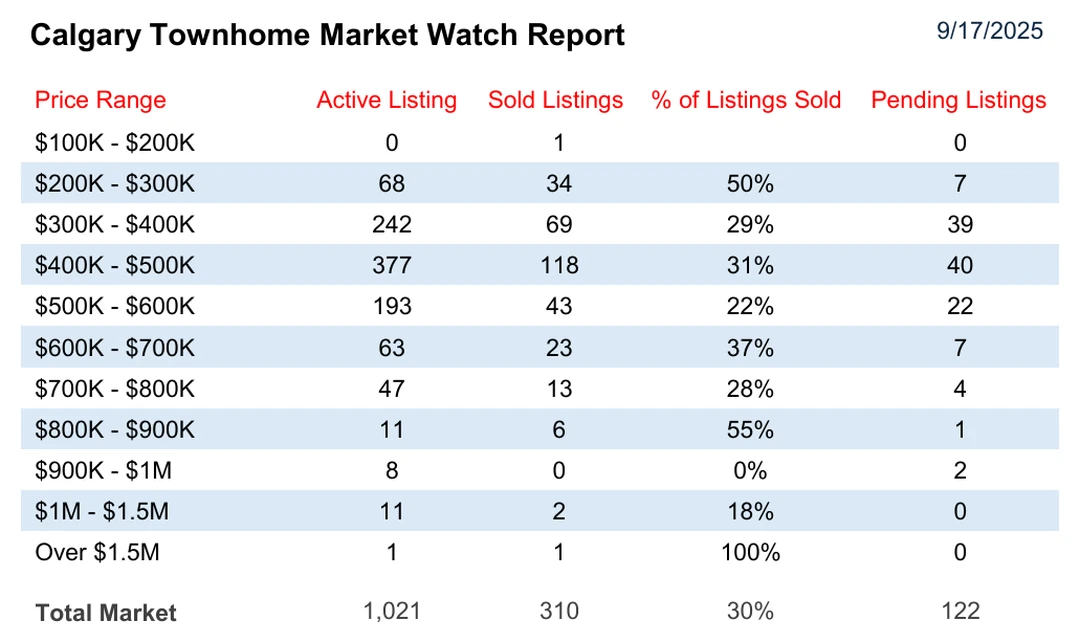 Calgary Townhome Market Watch Report 9/17/2025
Price Range Active Listing Sold Listings % of Listings Sold Pending Listings
$100K - $200K 0 1 0
$200K - $300K 68 34 50% 7
$300K - $400K 242 69 29% 39
$400K - $500K 377 118 31% 40
$500K - $600K 193 43 22% 22
$600K - $700K 63 23 37% 7
$700K - $800K 47 13 28% 4
$800K - $900K 11 6 55% 1
$900K - $1M 8 0 0% 2
$1M - $1.5M 11 2 18% 0
Over $1.5M 1 1 100% 0
Total Market 1,021 310 30% 122